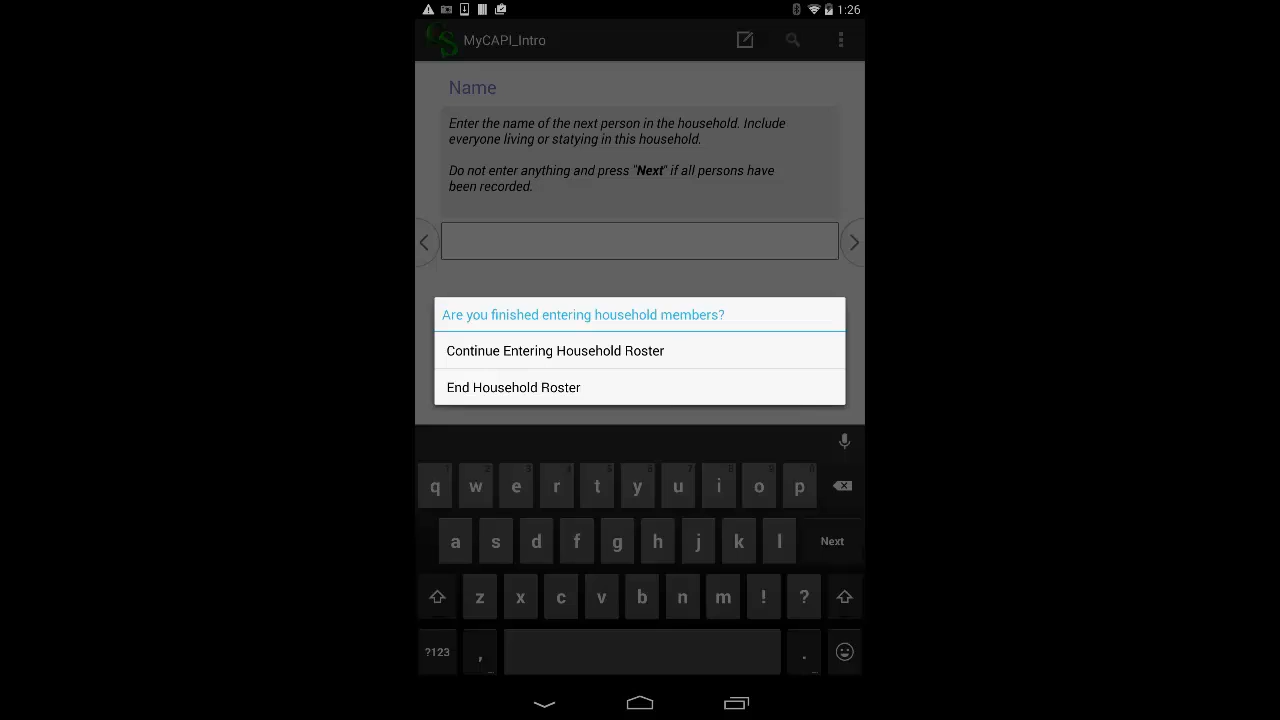 1:26
MyCAPI_Intro
Name
Enter the name of the next person in the household. Include
everyone living or statying in this household.
Do not enter anything and press "Next" if all persons have
been recorded.
Are you finished entering household members?
Continue Entering Household Roster
End Household Roster
q w e r t y u i o p
a s d f g h j k l Next
z x c v b n m ! ?
?123 , .